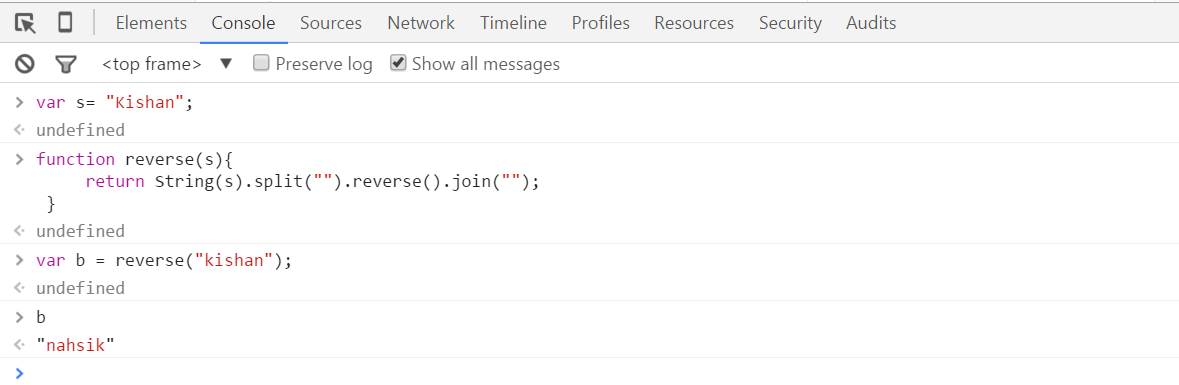 Elements Console Sources Network Timeline Profiles Resources Security Audits
<top frame> ▼ Preserve log Show all messages
> var s= "Kishan";
undefined
> function reverse(s){
return String(s).split("").reverse().join("");
}
undefined
> var b = reverse("kishan");
undefined
> b
"nahsik"
>